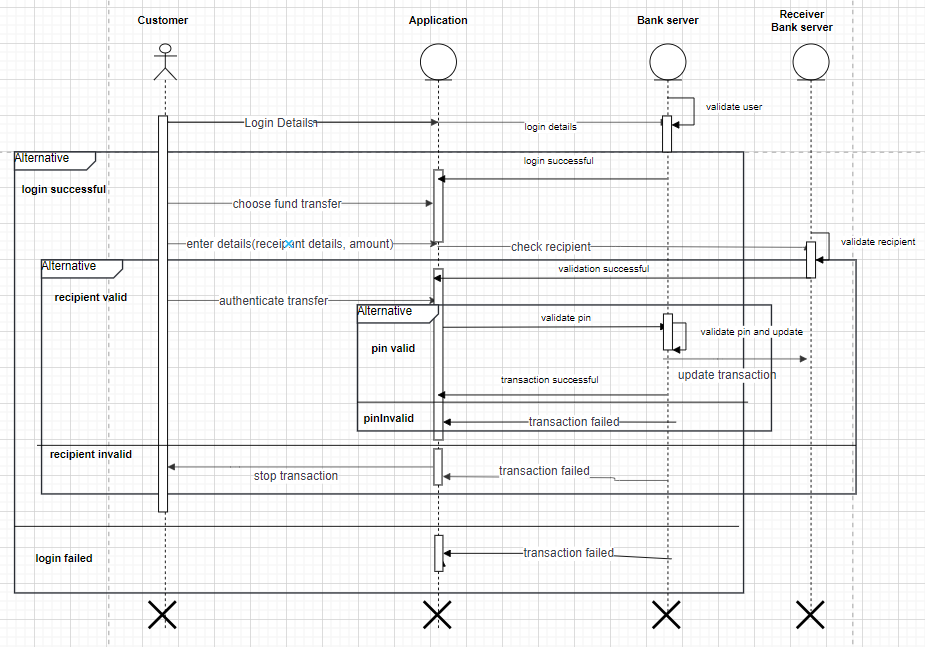 Customer
Application
Bank server
Receiver
Bank server
validate user
Login Details
login details
Alternative
login successful
login successful
choose fund transfer
enter details(receipent details, amount)
check recipient
validate recipient
Alternative
validation successful
recipient valid
authenticate transfer
Alternative
validate pin
validate pin and update
pin valid
update transaction
transaction successful
pinInvalid
transaction failed
recipient invalid
stop transaction
transaction failed
login failed
transaction failed